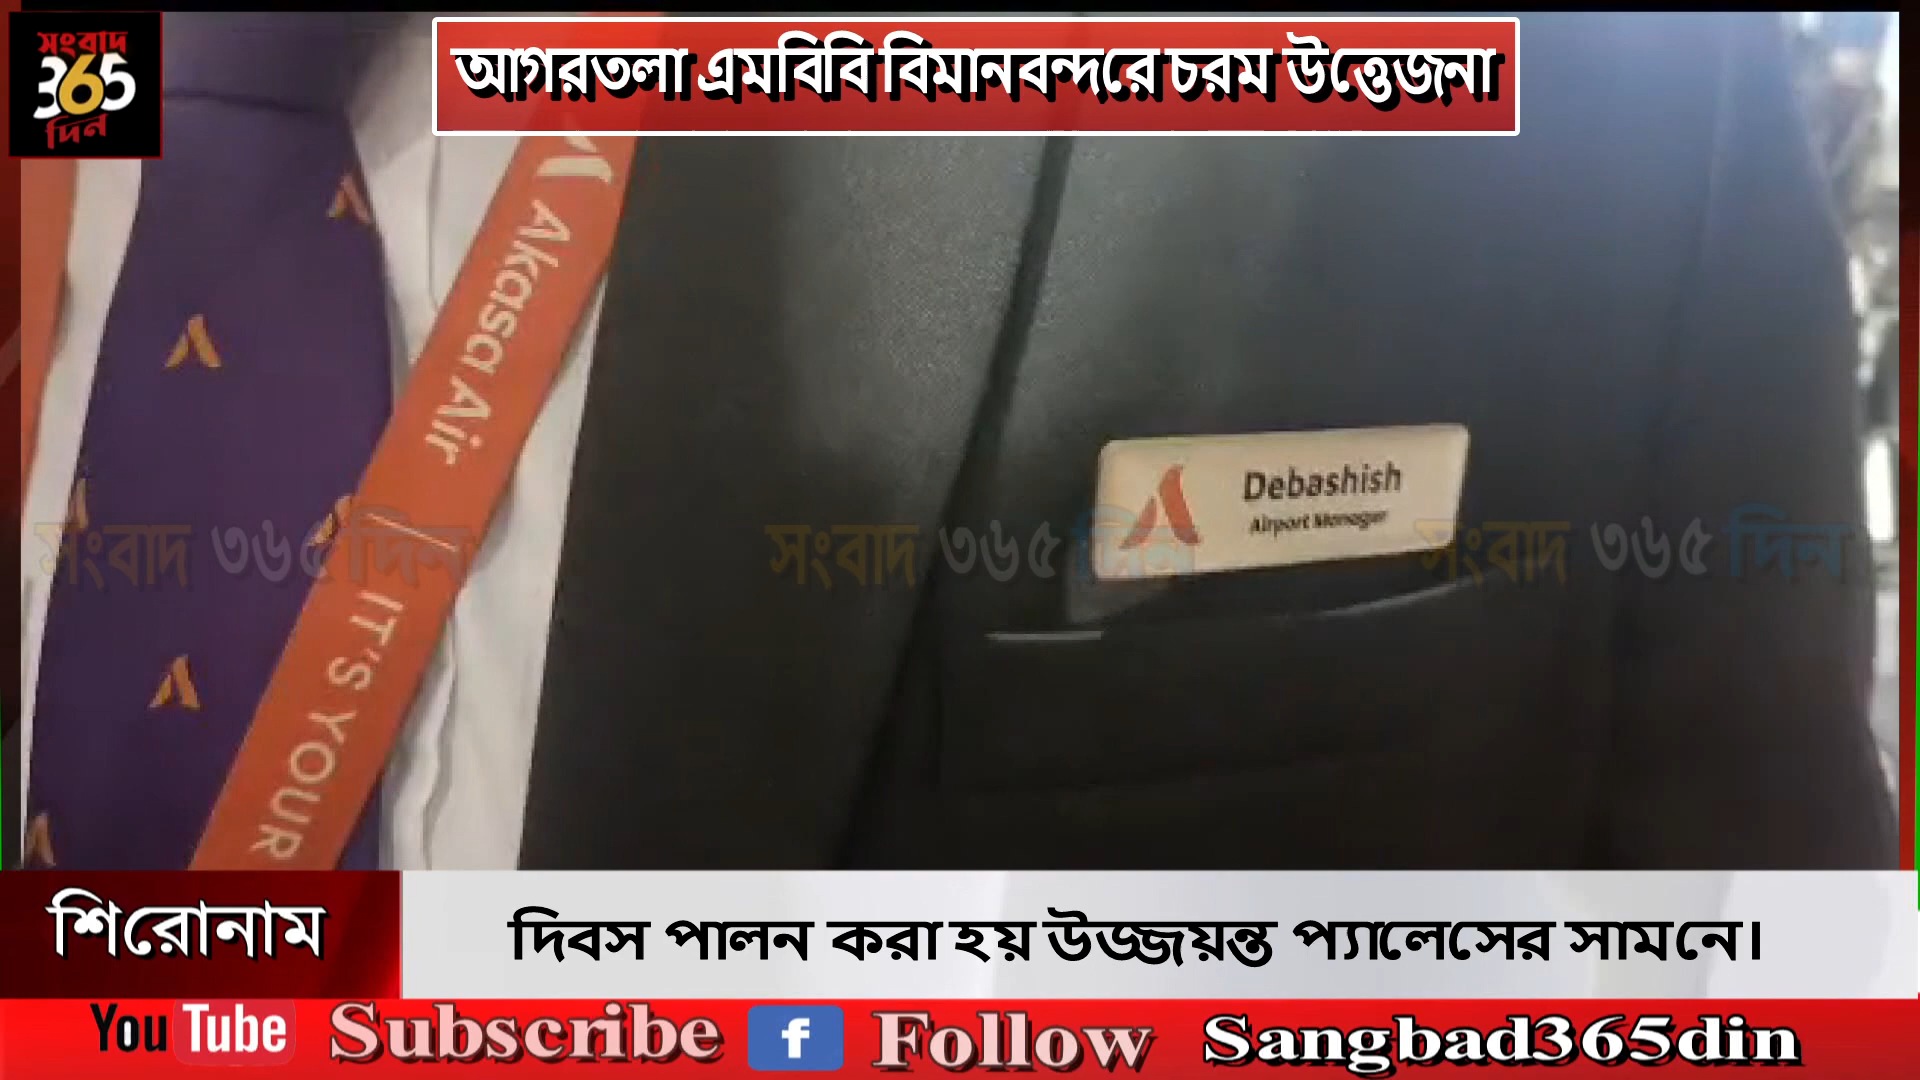 সংবাদ
365
দিন
আগরতলা এমবিবি বিমানবন্দরে চরম উত্তেজনা
Akasa Air
IT'S YOUR
Debashish
Airport Manager
সংবাদ ৩৬৫ দিন
সংবাদ ৩৬৫ দিন
সংবাদ ৩৬৫ দিন
শিরোনাম
দিবস পালন করা হয় উজ্জয়ন্ত প্যালেসের সামনে।
YouTube Subscribe f Follow Sangbad365din